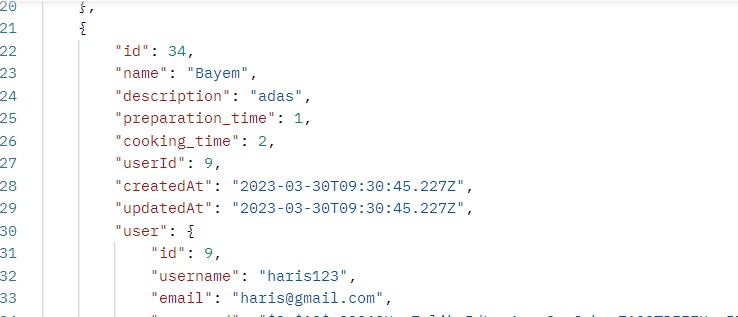 20 },
21 {
22 "id": 34,
23 "name": "Bayem",
24 "description": "adas",
25 "preparation_time": 1,
26 "cooking_time": 2,
27 "userId": 9,
28 "createdAt": "2023-03-30T09:30:45.227Z",
29 "updatedAt": "2023-03-30T09:30:45.227Z",
30 "user": {
31 "id": 9,
32 "username": "haris123",
33 "email": "haris@gmail.com",